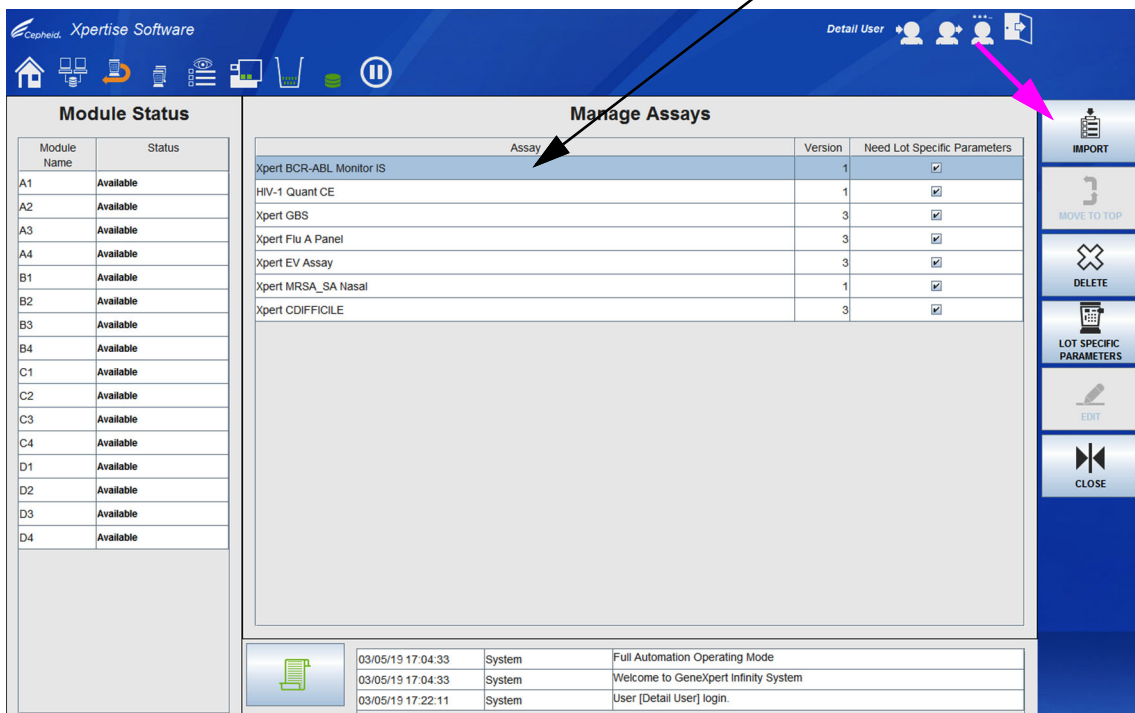 Cepheid. Xpertise Software
Detail User
Module Status
Module Name Status
A1 Available
A2 Available
A3 Available
A4 Available
B1 Available
B2 Available
B3 Available
B4 Available
C1 Available
C2 Available
C3 Available
C4 Available
D1 Available
D2 Available
D3 Available
D4 Available
Manage Assays
Assay Version Need Lot Specific Parameters
Xpert BCR-ABL Monitor IS 1
HIV-1 Quant CE 1
Xpert GBS 3
Xpert Flu A Panel 3
Xpert EV Assay 3
Xpert MRSA_SA Nasal 1
Xpert CDIFFICILE 3
IMPORT
MOVE TO TOP
DELETE
LOT SPECIFIC
PARAMETERS
EDIT
CLOSE
03/05/19 17:04:33 System Full Automation Operating Mode
03/05/19 17:04:33 System Welcome to GeneXpert Infinity System
03/05/19 17:22:11 System User [Detail User] login.